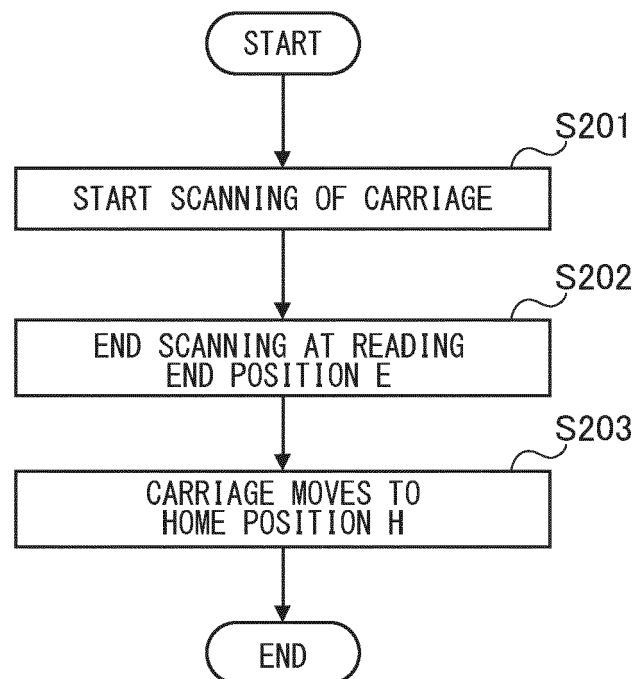 START
S201
START SCANNING OF CARRIAGE
S202
END SCANNING AT READING
END POSITION E
S203
CARRIAGE MOVES TO
HOME POSITION H
END